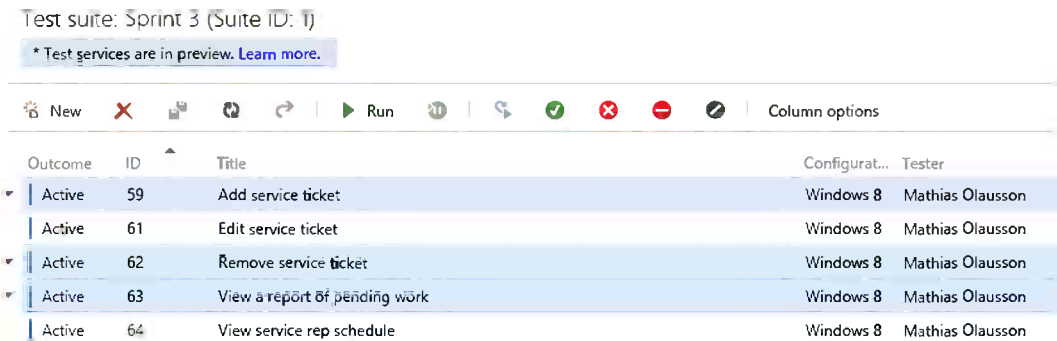 Test suite: Sprint 3 (Suite ID: 1)
* Test services are in preview. Learn more.
New Run Column options
Outcome ID Title Configurat... Tester
Active 59 Add service ticket Windows 8 Mathias Olausson
Active 61 Edit service ticket Windows 8 Mathias Olausson
Active 62 Remove service ticket Windows 8 Mathias Olausson
Active 63 View a report of pending work Windows 8 Mathias Olausson
Active 64 View service rep schedule Windows 8 Mathias Olausson